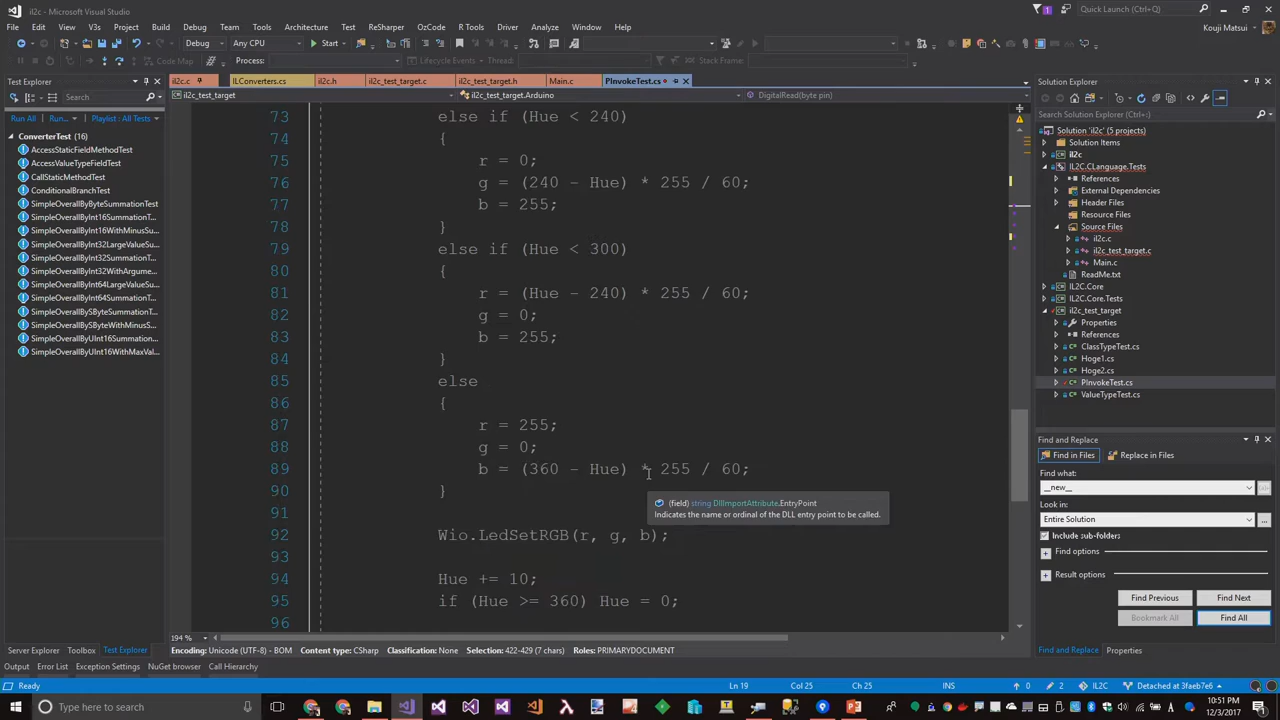 il2c - Microsoft Visual Studio
1
Quick Launch (Ctrl+Q)
File Edit View Project Build Debug Team Tools Architecture Test ReSharper OzCode R Tools Analyze Window Help
Kouji Matsui
Debug Any CPU Start
Code Map
Process: Stack Frame:
Test Explorer
Search
Run All Run... Playlist : All Tests
ConverterTest (16)
AccessStaticFieldMethodTest
AccessValueTypeFieldTest
CallStaticMethodTest
ConditionalBranchTest
SimpleOverallByByteSummationTest
SimpleOverallByInt16SummationT...
SimpleOverallByInt16WithMinusSu...
SimpleOverallByInt32LargeValueSu...
SimpleOverallByInt32SummationT...
SimpleOverallByInt32WithArgume...
SimpleOverallByInt64LargeValueSu...
SimpleOverallByInt64SummationT...
SimpleOverallBySByteSummationT...
SimpleOverallBySByteWithMinusS...
SimpleOverallByUInt16Summation...
SimpleOverallByUInt16WithMaxVal...
il2c.c ILConverters.cs il2c.h il2c_test_target.c il2c_test_target.h Main.c PInvokeTest.cs
il2c_test_target il2c_test_target.Arduino DigitalRead(byte pin)
73 else if (Hue < 240)
74 {
75 r = 0;
76 g = (240 - Hue) * 255 / 60;
77 b = 255;
78 }
79 else if (Hue < 300)
80 {
81 r = (Hue - 240) * 255 / 60;
82 g = 0;
83 b = 255;
84 }
85 else
86 {
87 r = 255;
88 g = 0;
89 b = (360 - Hue) * 255 / 60;
90 }
91
92 Wio.LedSetRGB(r, g, b);
93
94 Hue += 10;
95 if (Hue >= 360) Hue = 0;
96
(field) string DllImportAttribute.EntryPoint
Indicates the name or ordinal of the DLL entry point to be called.
194 %
Encoding: Unicode (UTF-8) - BOM Content type: CSharp Classification: None Selection: 422-429 (7 chars) Roles: PRIMARYDOCUMENT
Solution Explorer
Search Solution Explorer (Ctrl+;)
Solution 'il2c' (5 projects)
Solution Items
il2c
IL2C.CLanguage.Tests
References
External Dependencies
Header Files
Resource Files
Source Files
il2c.c
il2c_test_target.c
Main.c
ReadMe.txt
IL2C.Core
IL2C.Core.Tests
il2c_test_target
Properties
References
ClassTypeTest.cs
Hoge1.cs
Hoge2.cs
PInvokeTest.cs
ValueTypeTest.cs
Find and Replace
Find in Files Replace in Files
Find what:
__new__
Look in:
Entire Solution
Include sub-folders
Find options
Result options
Find Previous Find Next
Bookmark All Find All
Find and Replace Properties
Server Explorer Toolbox Test Explorer
Output Error List Exception Settings NuGet browser Call Hierarchy
Ready Ln 19 Col 25 Ch 25 INS 0 2 IL2C Detached at 3faeb7e6
Type here to search
10:51 PM
12/3/2017